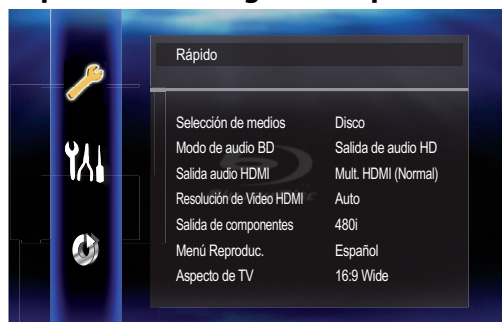 Rápido
Selección de medios Disco
Modo de audio BD Salida de audio HD
Salida audio HDMI Mult. HDMI (Normal)
Resolución de Video HDMI Auto
Salida de componentes 480i
Menú Reproduc. Español
Aspecto de TV 16:9 Wide